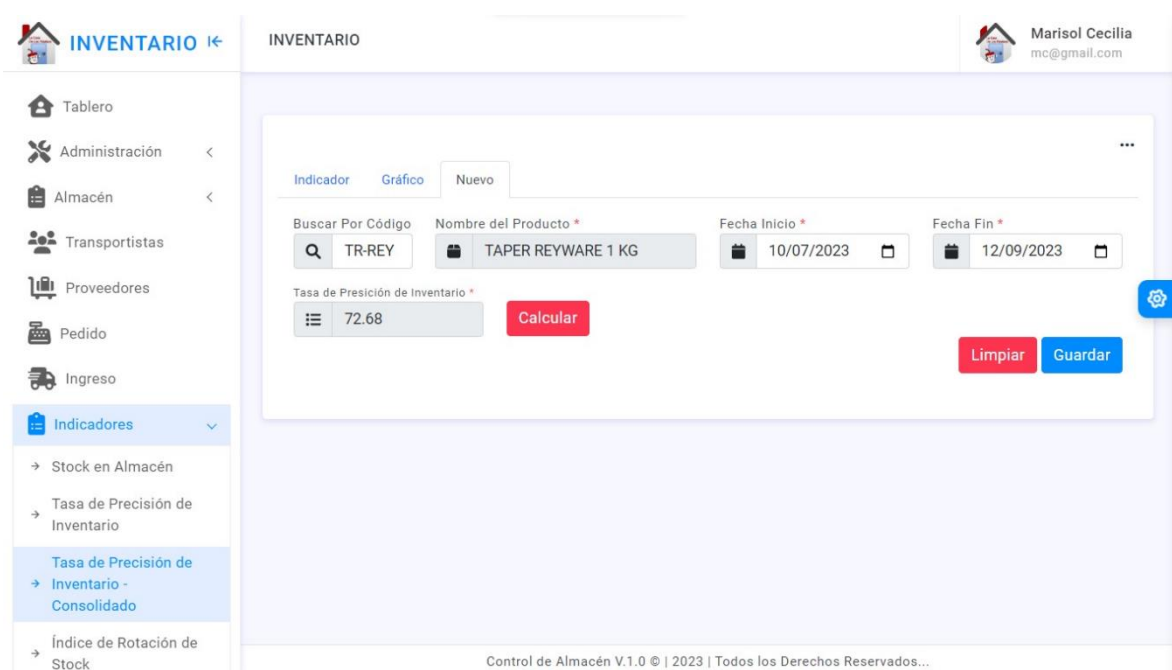 INVENTARIO
INVENTARIO
Marisol Cecilia
mc@gmail.com
Tablero
Administración
Almacén
Transportistas
Proveedores
Pedido
Ingreso
Indicadores
Stock en Almacén
Tasa de Precisión de
Inventario
Tasa de Precisión de
Inventario -
Consolidado
Índice de Rotación de
Stock
...
Indicador Gráfico Nuevo
Buscar Por Código Nombre del Producto * Fecha Inicio * Fecha Fin *
TR-REY TAPER REYWARE 1 KG 10/07/2023 12/09/2023
Tasa de Presición de Inventario *
72.68 Calcular
Limpiar Guardar
Control de Almacén V.1.0 © | 2023 | Todos los Derechos Reservados...